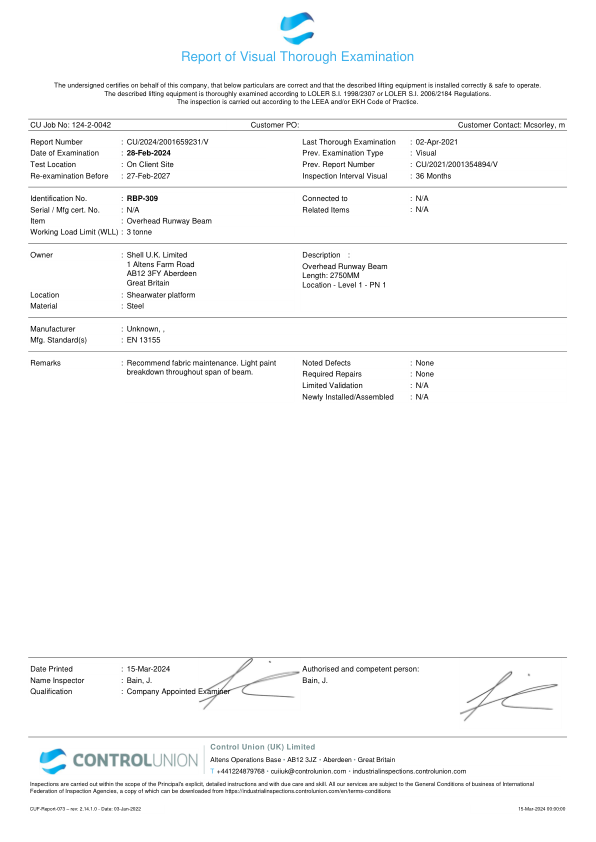 Report of Visual Thorough Examination
The undersigned certifies on behalf of this company, that below particulars are correct and that the described lifting equipment is installed correctly & safe to operate.
The described lifting equipment is thoroughly examined according to LOLER S.I. 1998/2307 or LOLER S.I. 2006/2184 Regulations.
The inspection is carried out according to the LEEA and/or EKH Code of Practice.
CU Job No: 124-2-0042 Customer PO: Customer Contact: Mcsorley, m
Report Number : CU/2024/2001659231/V Last Thorough Examination : 02-Apr-2021
Date of Examination : 28-Feb-2024 Prev. Examination Type : Visual
Test Location : On Client Site Prev. Report Number : CU/2021/2001354894/V
Re-examination Before : 27-Feb-2027 Inspection Interval Visual : 36 Months
Identification No. : RBP-309 Connected to : N/A
Serial / Mfg cert. No. : N/A Related Items : N/A
Item : Overhead Runway Beam
Working Load Limit (WLL) : 3 tonne
Owner : Shell U.K. Limited Description :
1 Altens Farm Road Overhead Runway Beam
AB12 3FY Aberdeen Length: 2750MM
Great Britain Location - Level 1 - PN 1
Location : Shearwater platform
Material : Steel
Manufacturer : Unknown, ,
Mfg. Standard(s) : EN 13155
Remarks : Recommend fabric maintenance. Light paint Noted Defects : None
breakdown throughout span of beam. Required Repairs : None
Limited Validation : N/A
Newly Installed/Assembled : N/A
Date Printed : 15-Mar-2024 Authorised and competent person:
Name Inspector : Bain, J. Bain, J.
Qualification : Company Appointed Examiner
CONTROLUNION
Control Union (UK) Limited
Altens Operations Base · AB12 3JZ · Aberdeen · Great Britain
T +441224879768 · cuiiuk@controlunion.com · industrialinspections.controlunion.com
Inspections are carried out within the scope of the Principal's explicit, detailed instructions and with due care and skill. All our services are subject to the General Conditions of business of International
Federation of Inspection Agencies, a copy of which can be downloaded from https://industrialinspections.controlunion.com/en/terms-conditions
CUF-Report-073 – rev: 2.14.1.0 - Date: 03-Jun-2022 15-Mar-2024 00:00:00